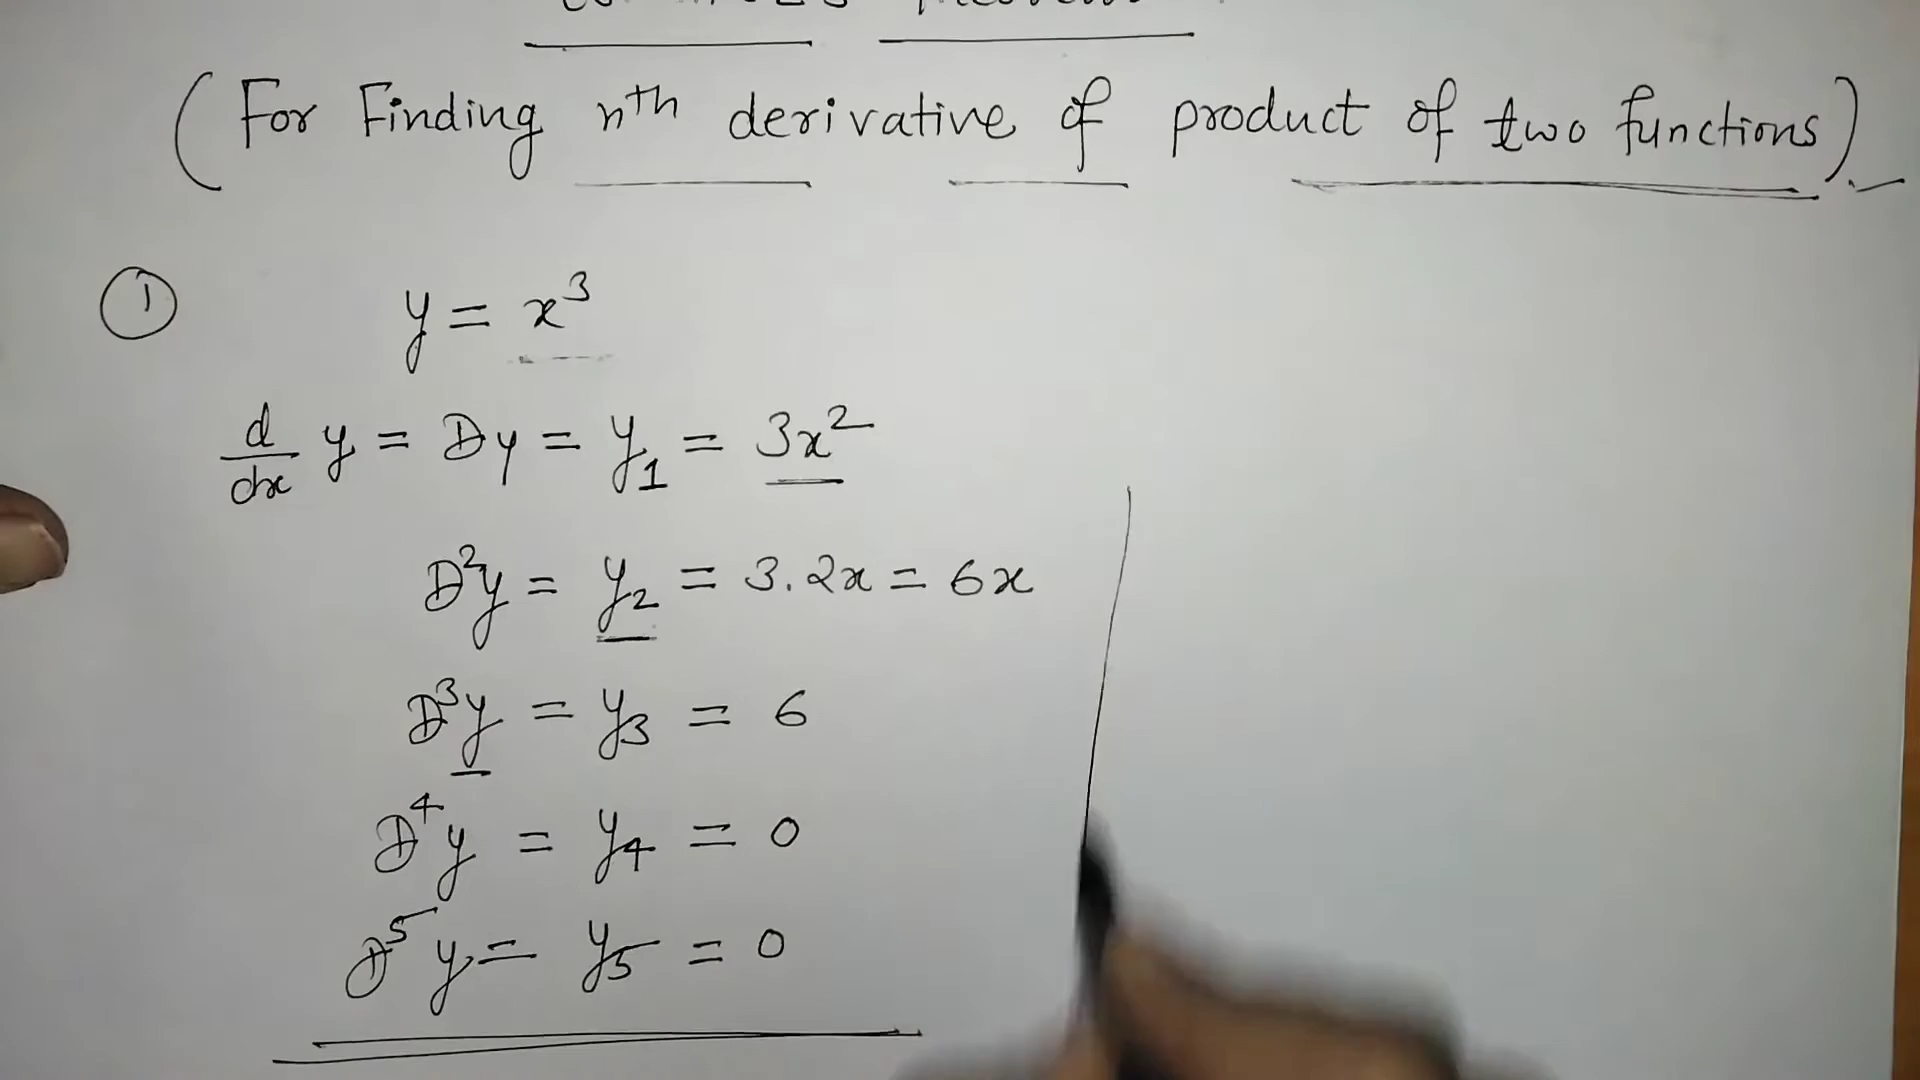 (For Finding nth derivative of product of two functions)
① y = x³
d/dx y = Dy = y₁ = 3x²
D²y = y₂ = 3.2x = 6x
D³y = y₃ = 6
D⁴y = y₄ = 0
D⁵y = y₅ = 0